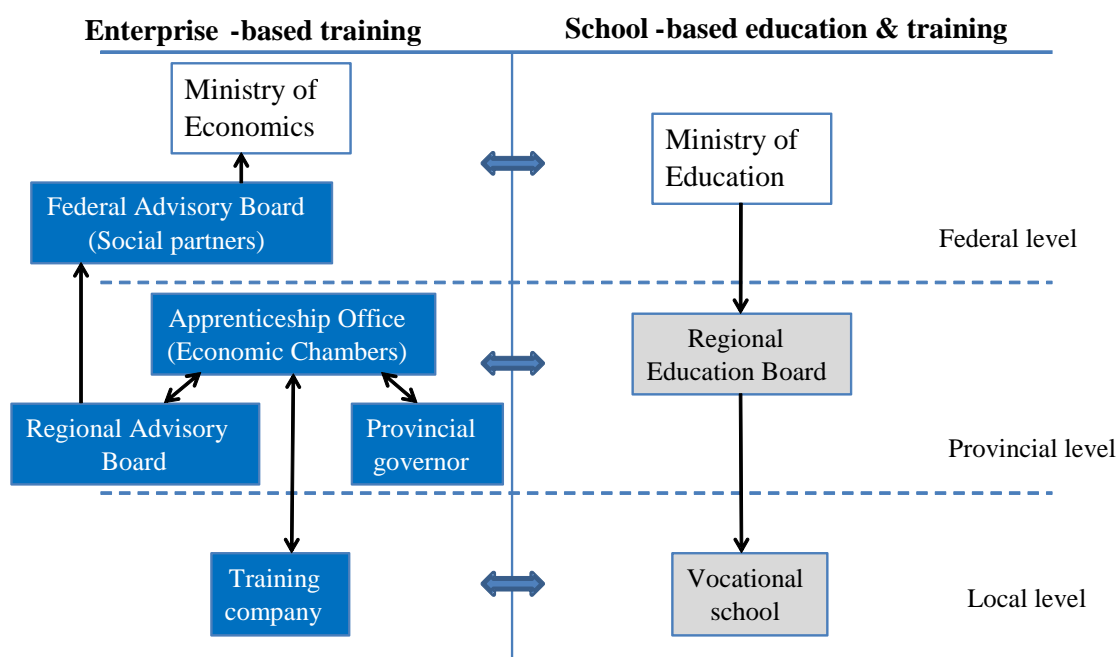 Enterprise -based training
School -based education & training
Ministry of
Economics
Ministry of
Education
Federal Advisory Board
(Social partners)
Federal level
Apprenticeship Office
(Economic Chambers)
Regional
Education Board
Regional Advisory
Board
Provincial
governor
Provincial level
Training
company
Vocational
school
Local level